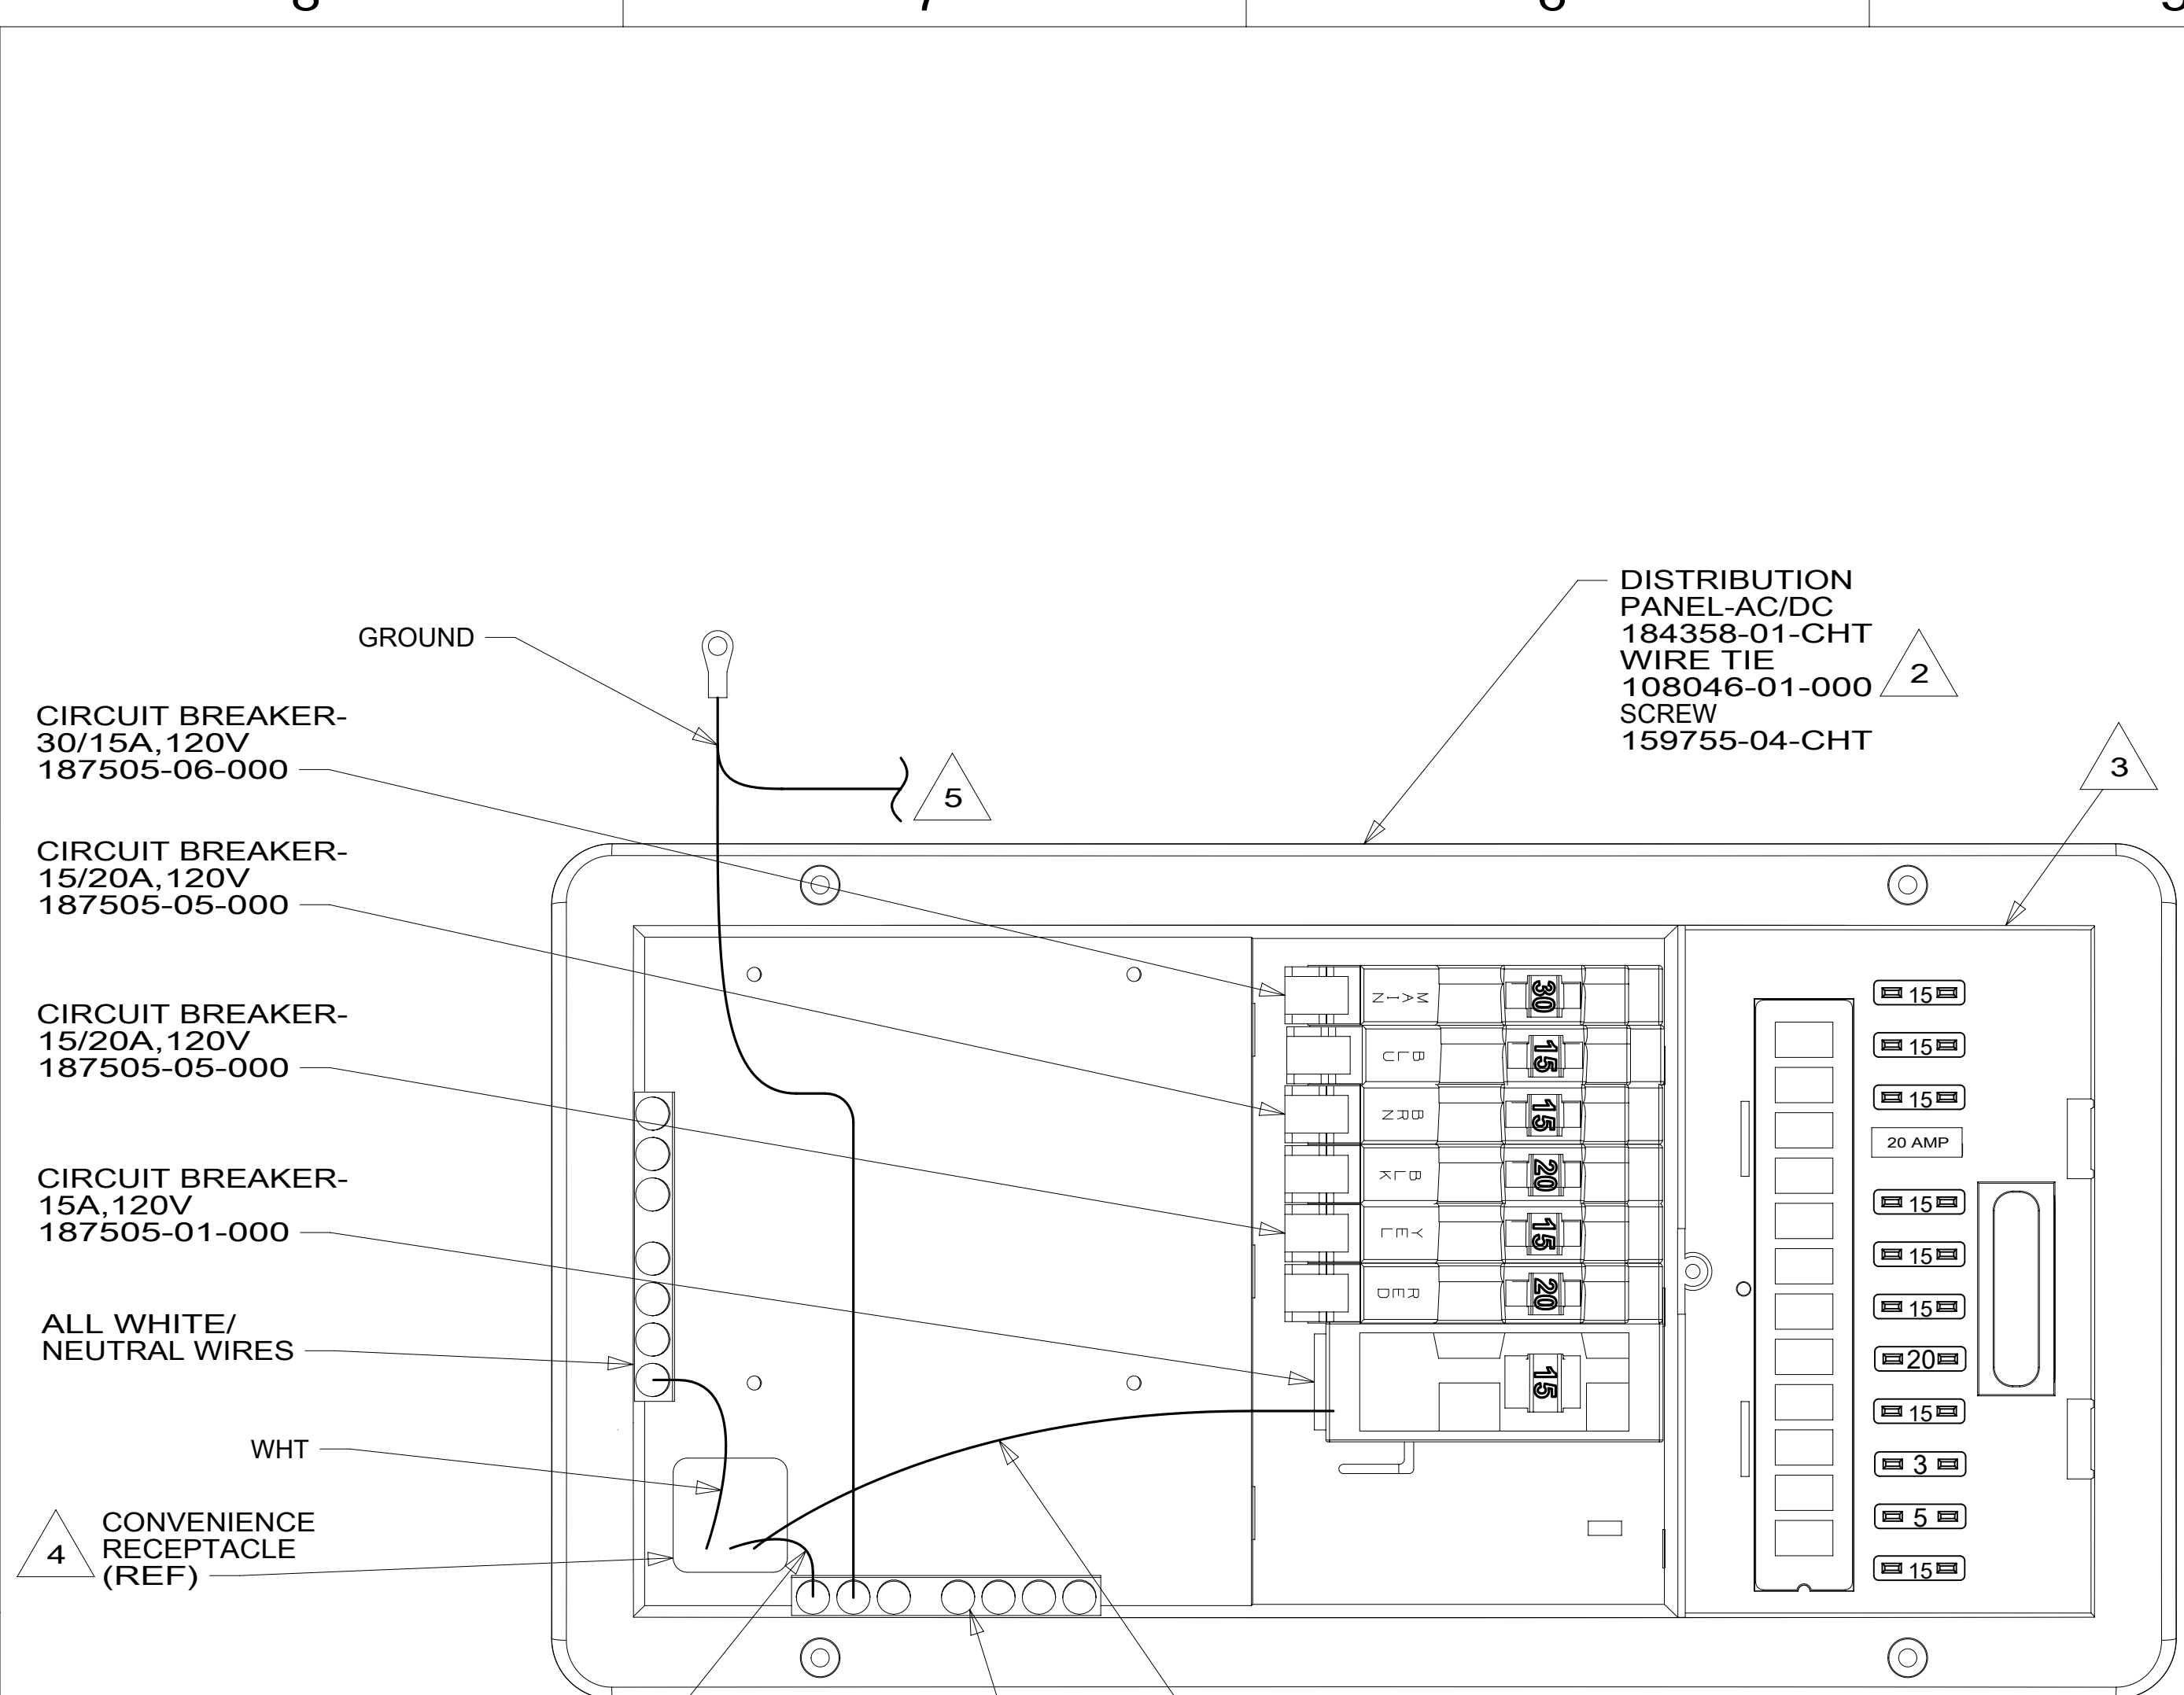 7
GROUND
DISTRIBUTION
PANEL-AC/DC
184358-01-CHT
WIRE TIE
108046-01-000
2
SCREW
159755-04-CHT
CIRCUIT BREAKER-
30/15A,120V
187505-06-000
3
5
CIRCUIT BREAKER-
15/20A,120V
187505-05-000
CIRCUIT BREAKER-
15/20A,120V
187505-05-000
CIRCUIT BREAKER-
15A,120V
187505-01-000
ALL WHITE/
NEUTRAL WIRES
WHT
4
CONVENIENCE
RECEPTACLE
(REF)
MAIN
30
BLU
15
BRN
15
BLK
20
YEL
15
RED
20
15
15
15
15
20 AMP
15
15
15
20
15
3
5
15